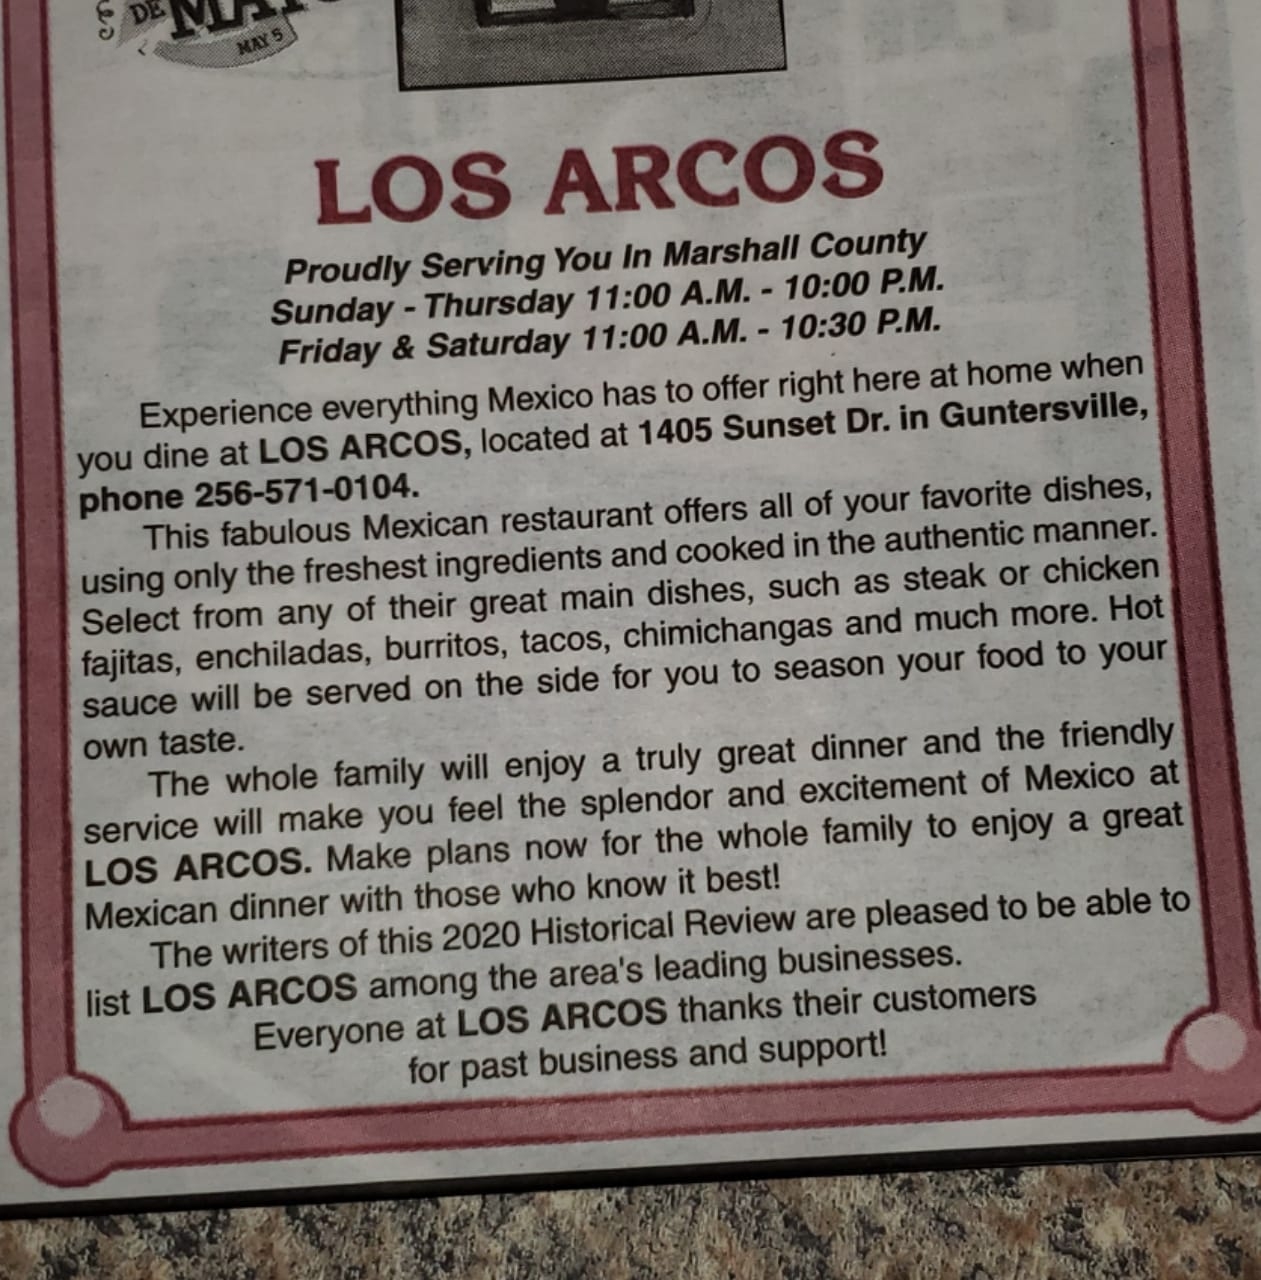 DE
MAY 5
LOS ARCOS
Proudly Serving You In Marshall County
Sunday - Thursday 11:00 A.M. - 10:00 P.M.
Friday & Saturday 11:00 A.M. - 10:30 P.M.
Experience everything Mexico has to offer right here at home when
you dine at LOS ARCOS, located at 1405 Sunset Dr. in Guntersville,
phone 256-571-0104.
This fabulous Mexican restaurant offers all of your favorite dishes,
using only the freshest ingredients and cooked in the authentic manner.
Select from any of their great main dishes, such as steak or chicken
fajitas, enchiladas, burritos, tacos, chimichangas and much more. Hot
sauce will be served on the side for you to season your food to your
own taste.
The whole family will enjoy a truly great dinner and the friendly
service will make you feel the splendor and excitement of Mexico at
LOS ARCOS. Make plans now for the whole family to enjoy a great
Mexican dinner with those who know it best!
The writers of this 2020 Historical Review are pleased to be able to
list LOS ARCOS among the area's leading businesses.
Everyone at LOS ARCOS thanks their customers
for past business and support!